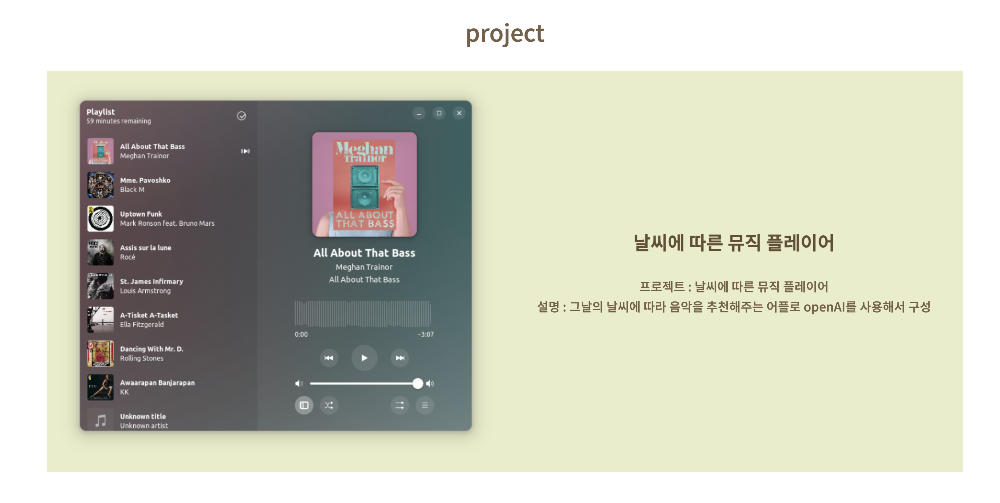 project
Playlist
59 minutes remaining
All About That Bass
Meghan Trainor
Mme. Pavoshko
Black M
Uptown Funk
Mark Ronson feat. Bruno Mars
Assis sur la lune
Rocé
St. James Infirmary
Louis Armstrong
A-Tisket A-Tasket
Ella Fitzgerald
Dancing With Mr. D.
Rolling Stones
Awaarapan Banjarapan
KK
Unknown title
Unknown artist
Meghan
Trainor
ALL ABOUT
THAT BASS
All About That Bass
Meghan Trainor
All About That Bass
0:00
-3:07
날씨에 따른 뮤직 플레이어
프로젝트 : 날씨에 따른 뮤직 플레이어
설명 : 그날의 날씨에 따라 음악을 추천해주는 어플로 openAI를 사용해서 구성